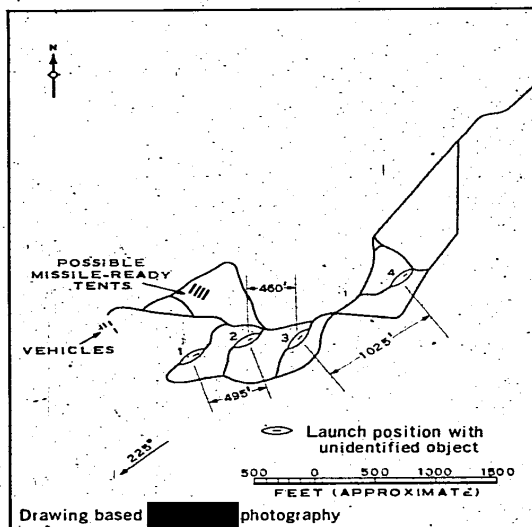 N
POSSIBLE
MISSILE-READY
TENTS
VEHICLES
460'
4
1
2
3
1025'
495'
225°
Launch position with
unidentified object
500 0 500 1000 1500
FEET (APPROXIMATE)
Drawing based photography